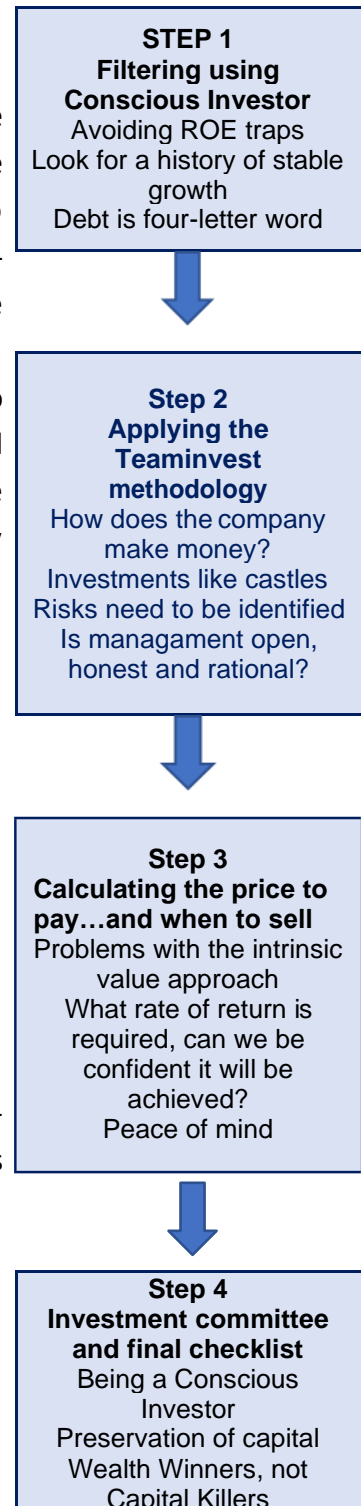 STEP 1
Filtering using
Conscious Investor
Avoiding ROE traps
Look for a history of stable
growth
Debt is four-letter word
Step 2
Applying the
Teaminvest
methodology
How does the company
make money?
Investments like castles
Risks need to be identified
Is managament open,
honest and rational?
Step 3
Calculating the price to
pay…and when to sell
Problems with the intrinsic
value approach
What rate of return is
required, can we be
confident it will be
achieved?
Peace of mind
Step 4
Investment committee
and final checklist
Being a Conscious
Investor
Preservation of capital
Wealth Winners, not
Capital Killers